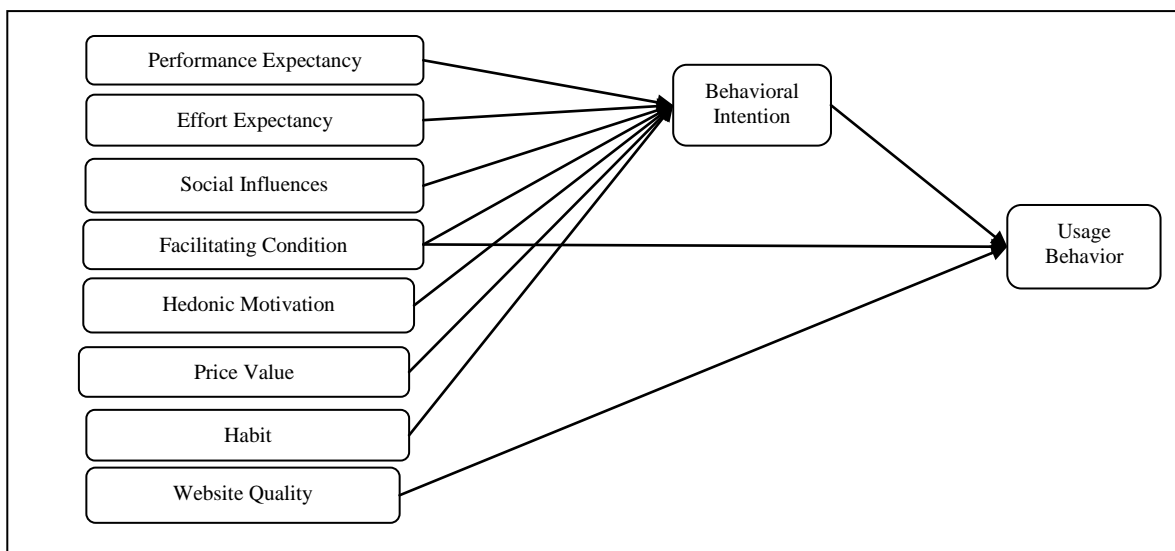 Performance Expectancy
Effort Expectancy
Social Influences
Facilitating Condition
Hedonic Motivation
Price Value
Habit
Website Quality
Behavioral
Intention
Usage
Behavior